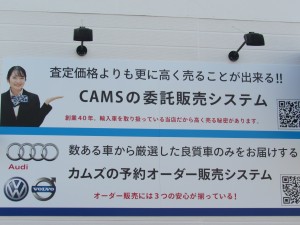 査定価格よりも更に高く売ることが出来る!!
CAMSの委託販売システム
創業40年、輸入車を取り扱っている当店だから高く売る秘密があります。
数ある車から厳選した良質車のみをお届けする
Audi
カムズの予約オーダー販売システム
VOLVO
オーダー販売には3つの安心が揃っている!